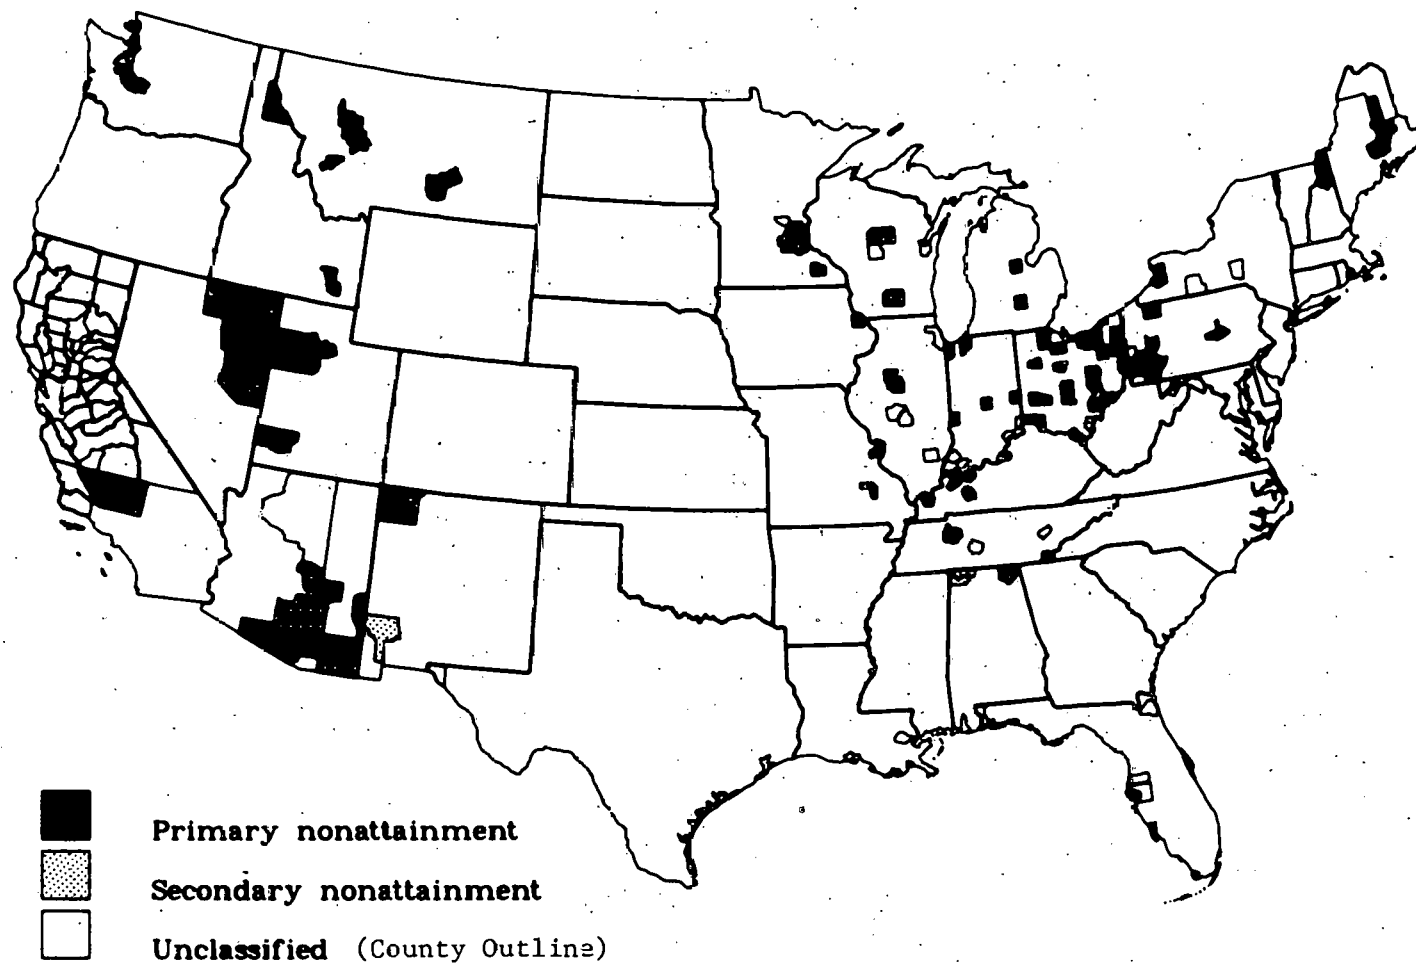 Primary nonattainment
Secondary nonattainment
Unclassified (County Outline)